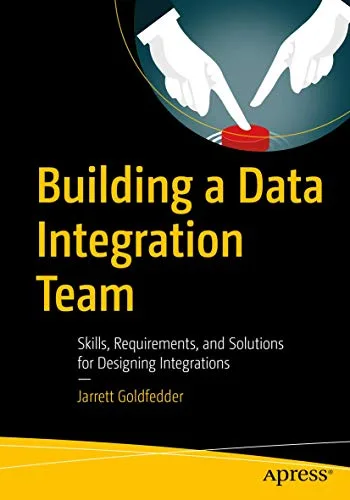 Building a Data
Integration
Team
Skills, Requirements, and Solutions
for Designing Integrations
—
Jarrett Goldfedder
Apress®